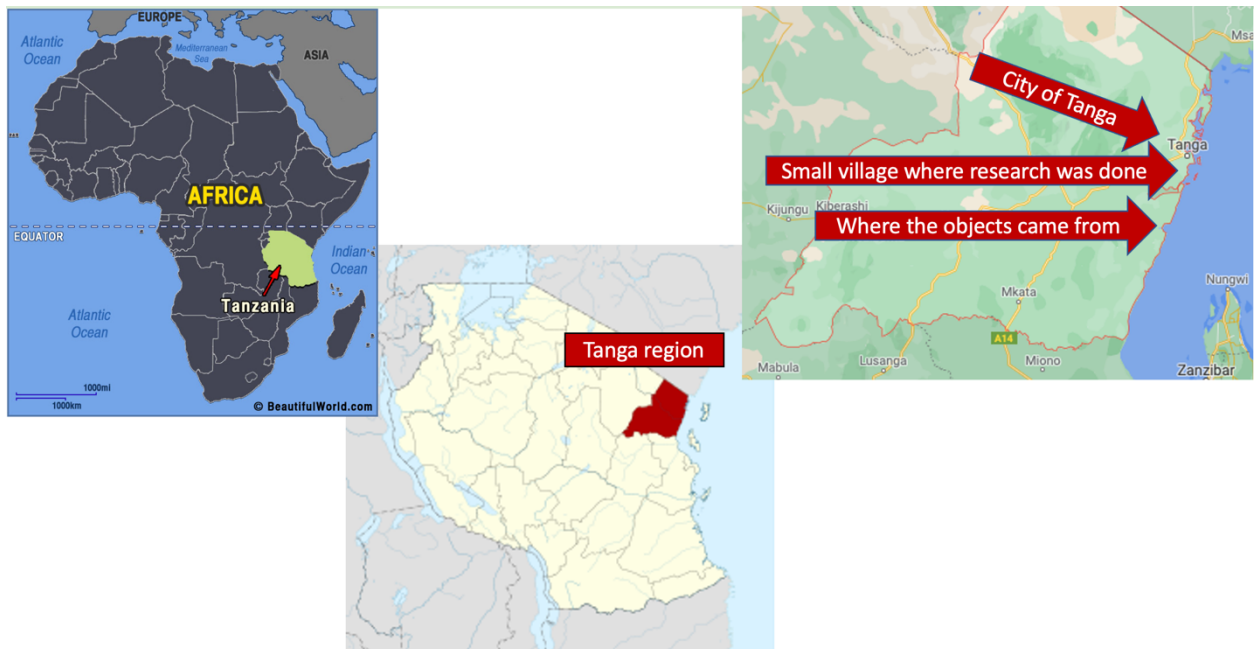 EUROPE
Atlantic
Ocean
Mediterranean
Sea
ASIA
AFRICA
EQUATOR
Indian
Ocean
Tanzania
Atlantic
Ocean
1000mi
1000km
© BeautifulWorld.com
Tanga region
Msa
City of Tanga
Tanga
Small village where research was done
Kijungu
Kiberashi
Where the objects came from
Nungwi
Mkata
A14
Mabula
Lusanga
Miono
Zanzibar